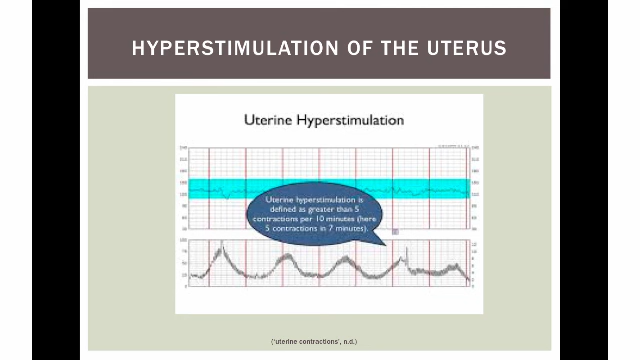 HYPERSTIMULATION OF THE UTERUS
Uterine Hyperstimulation
Uterine hyperstimulation is
defined as greater than 5
contractions per 10 minutes (here
5 contractions in 7 minutes).
('uterine contractions', n.d.)